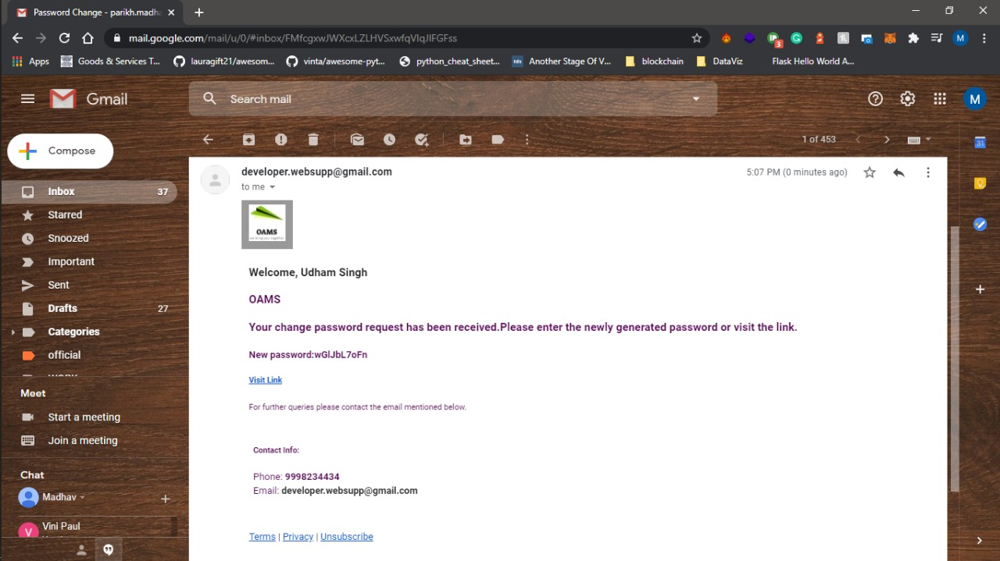 Password Change - parikh.madha
mail.google.com/mail/u/0/#inbox/FMfcgxwJWXcxLZLHVSxwfqVIqJIFGFss
3
M
Apps
Goods & Services T...
lauragift21/awesom...
vinta/awesome-pyt...
python_cheat_sheet...
tds
Another Stage Of V...
blockchain
DataViz
Flask Hello World A...
Gmail
Search mail
M
Compose
1 of 453
31
Inbox 37
Starred
Snoozed
Important
Sent
Drafts 27
Categories
official
Meet
Start a meeting
Join a meeting
Chat
Madhav
V
Vini Paul
developer.websupp@gmail.com
5:07 PM (0 minutes ago)
to me
OAMS
Welcome, Udham Singh
OAMS
Your change password request has been received.Please enter the newly generated password or visit the link.
New password:wGlJbL7oFn
Visit Link
For further queries please contact the email mentioned below.
Contact Info:
Phone: 9998234434
Email: developer.websupp@gmail.com
Terms | Privacy | Unsubscribe